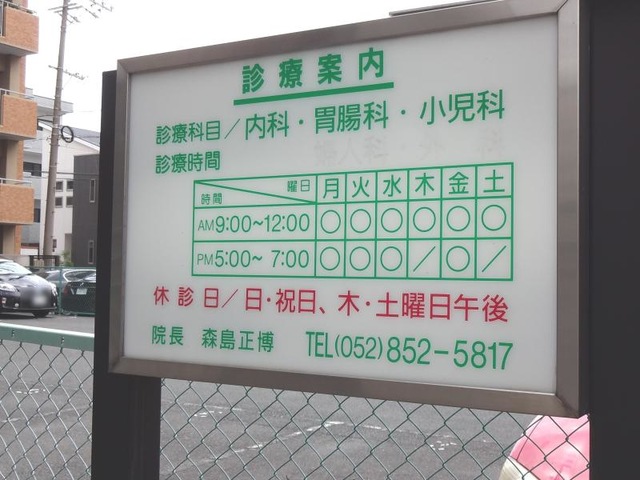 診療案内
診療科目／内科・胃腸科・小児科
診療時間
時間 曜日 月 火 水 木 金 土
AM9:00~12:00 ○ ○ ○ ○ ○ ○
PM5:00~ 7:00 ○ ○ ○ ／ ○ ／
休診日／日・祝日、木・土曜日午後
院長 森島正博 TEL(052)852-5817